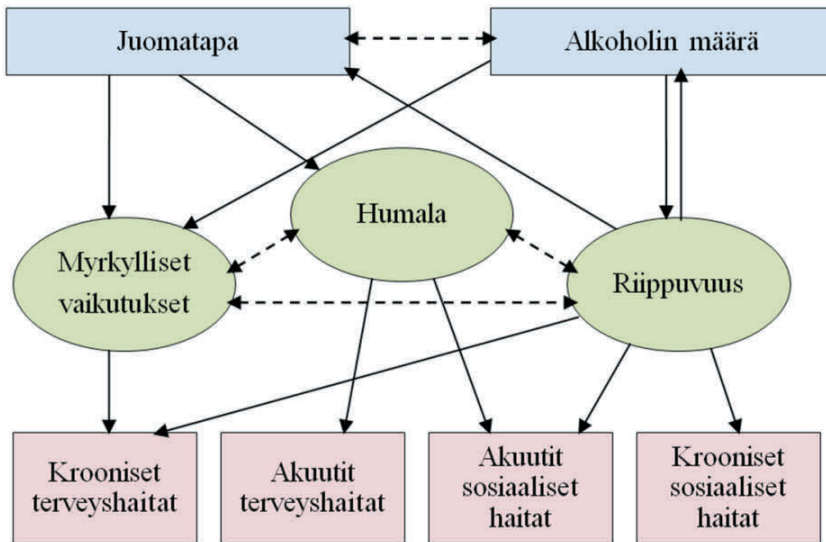 Juomatapa
Alkoholin määrä
Humala
Myrkylliset
vaikutukset
Riippuvuus
Krooniset
terveyshaitat
Akuutit
terveyshaitat
Akuutit
sosiaaliset
haitat
Krooniset
sosiaaliset
haitat